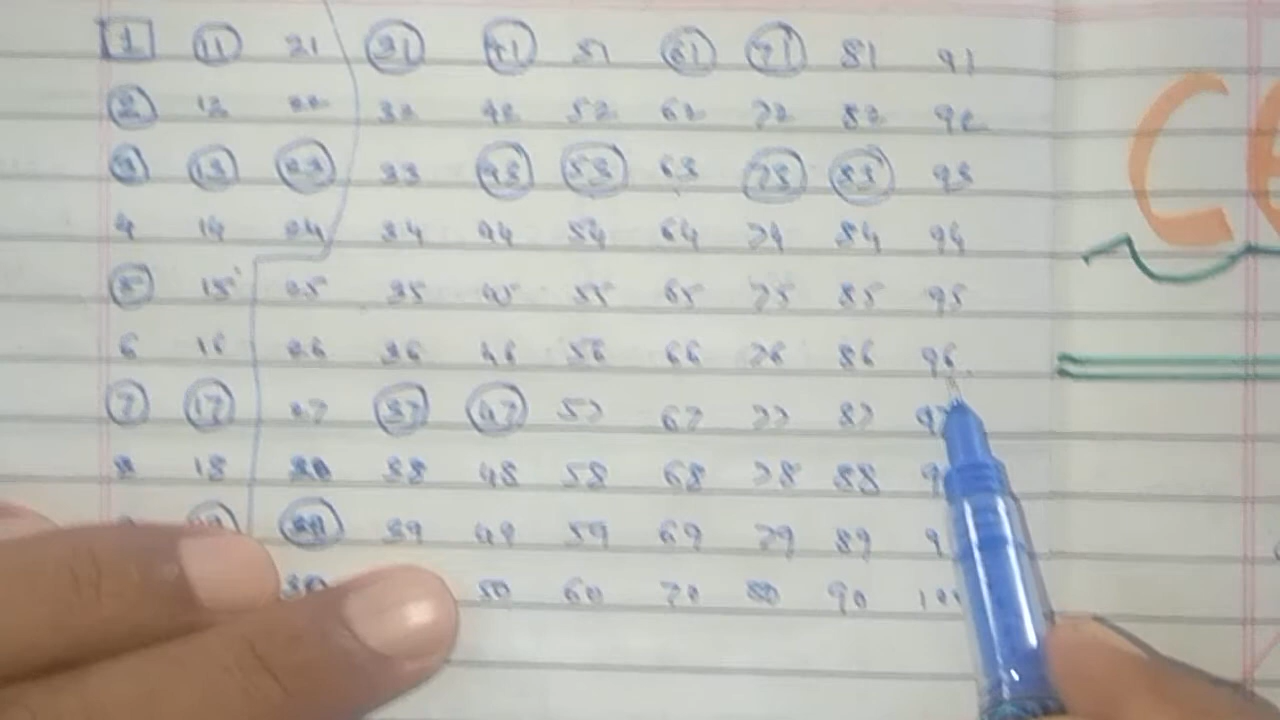 1 11 21 31 41 51 61 71 81 91
2 12 22 32 42 52 62 72 82 92
3 13 23 33 43 53 63 73 83 93
4 14 24 34 44 54 64 74 84 94
5 15 25 35 45 55 65 75 85 95
6 16 26 36 46 56 66 76 86 96
7 17 27 37 47 57 67 77 87 97
8 18 28 38 48 58 68 78 88
19 29 39 49 59 69 79 89
30 50 60 70 80 90